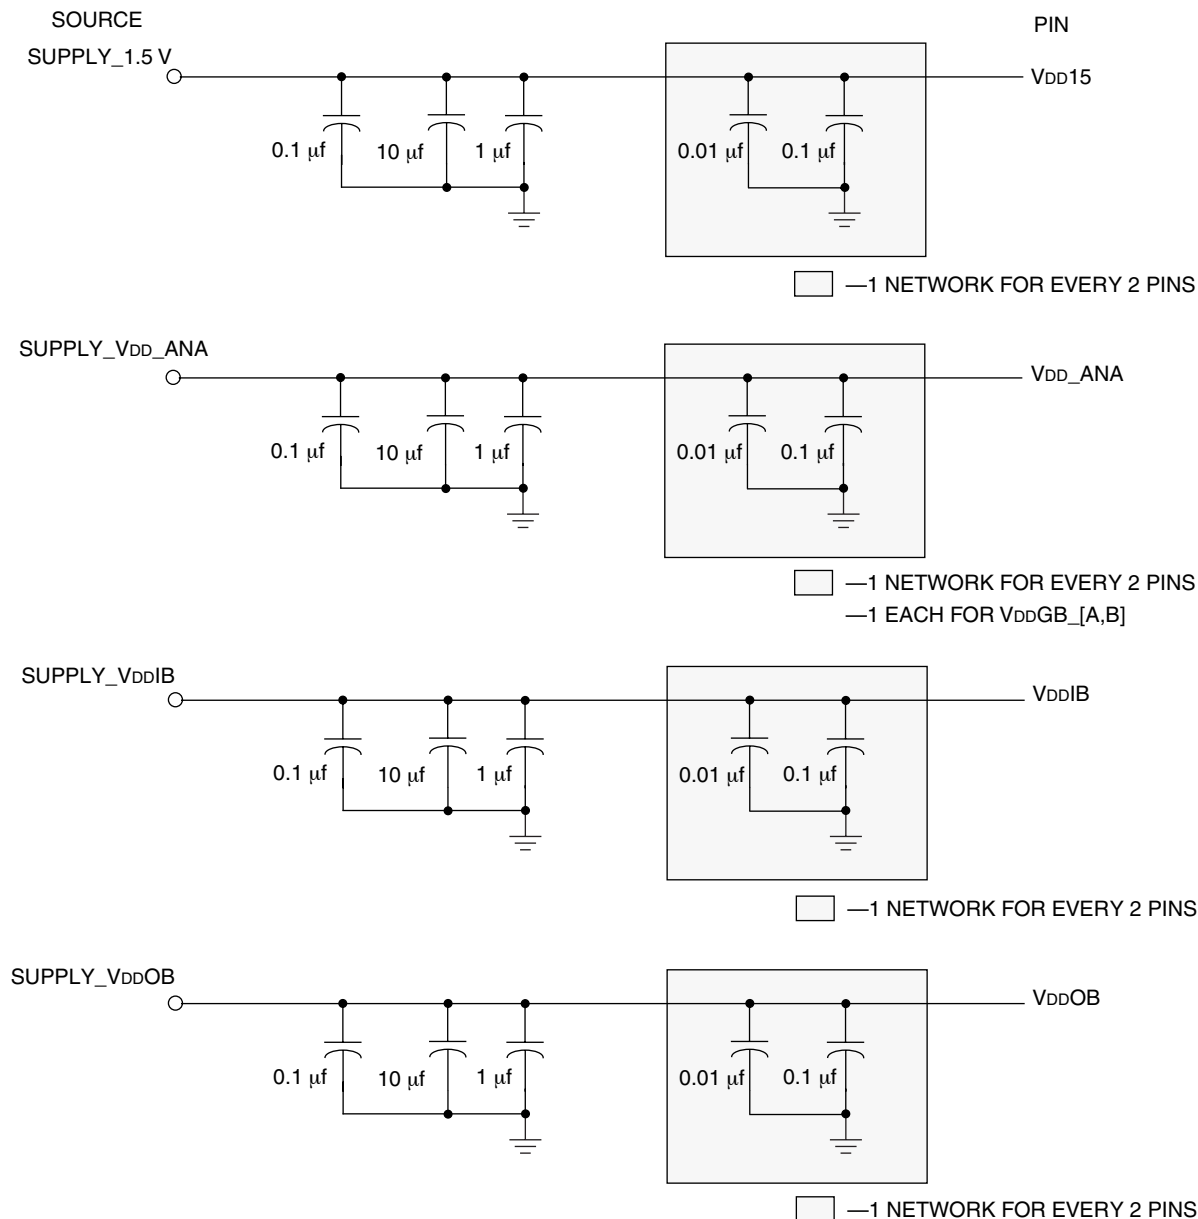 SOURCE
PIN
SUPPLY_1.5 V
VDD15
0.1 µf
10 µf
1 µf
0.01 µf
0.1 µf
—1 NETWORK FOR EVERY 2 PINS
SUPPLY_VDD_ANA
VDD_ANA
0.1 µf
10 µf
1 µf
0.01 µf
0.1 µf
—1 NETWORK FOR EVERY 2 PINS
—1 EACH FOR VDDGB_[A,B]
SUPPLY_VDDIB
VDDIB
0.1 µf
10 µf
1 µf
0.01 µf
0.1 µf
—1 NETWORK FOR EVERY 2 PINS
SUPPLY_VDDOB
VDDOB
0.1 µf
10 µf
1 µf
0.01 µf
0.1 µf
—1 NETWORK FOR EVERY 2 PINS